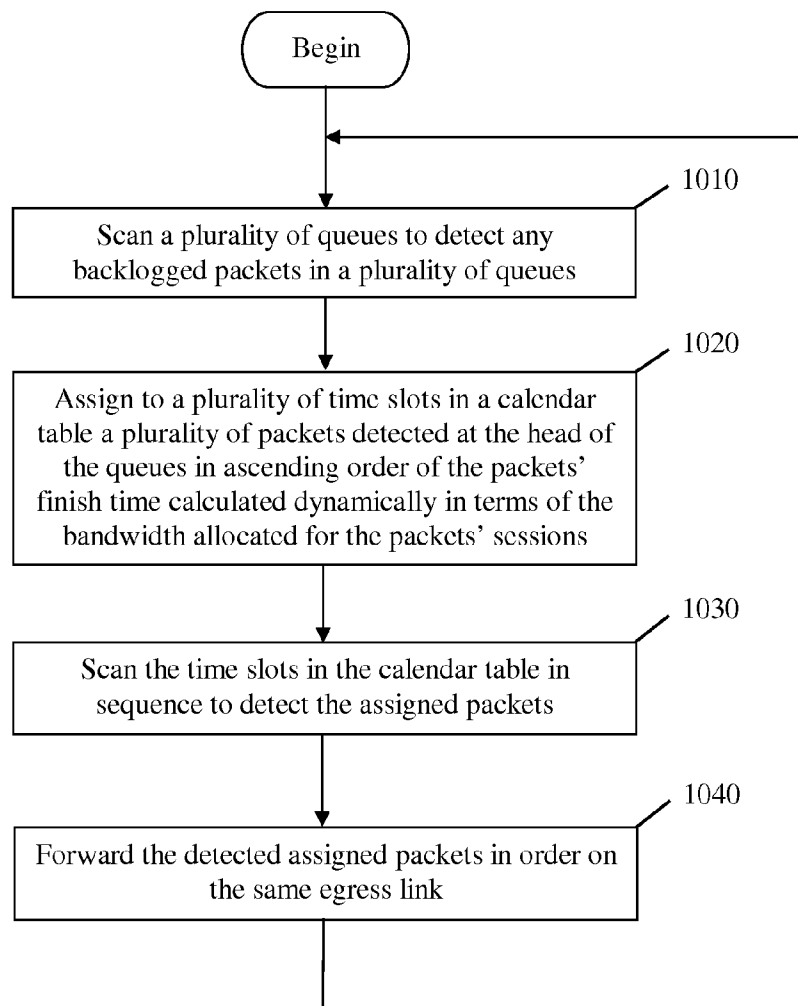 Begin
1010
Scan a plurality of queues to detect any
backlogged packets in a plurality of queues
1020
Assign to a plurality of time slots in a calendar
table a plurality of packets detected at the head of
the queues in ascending order of the packets’
finish time calculated dynamically in terms of the
bandwidth allocated for the packets’ sessions
1030
Scan the time slots in the calendar table in
sequence to detect the assigned packets
1040
Forward the detected assigned packets in order on
the same egress link